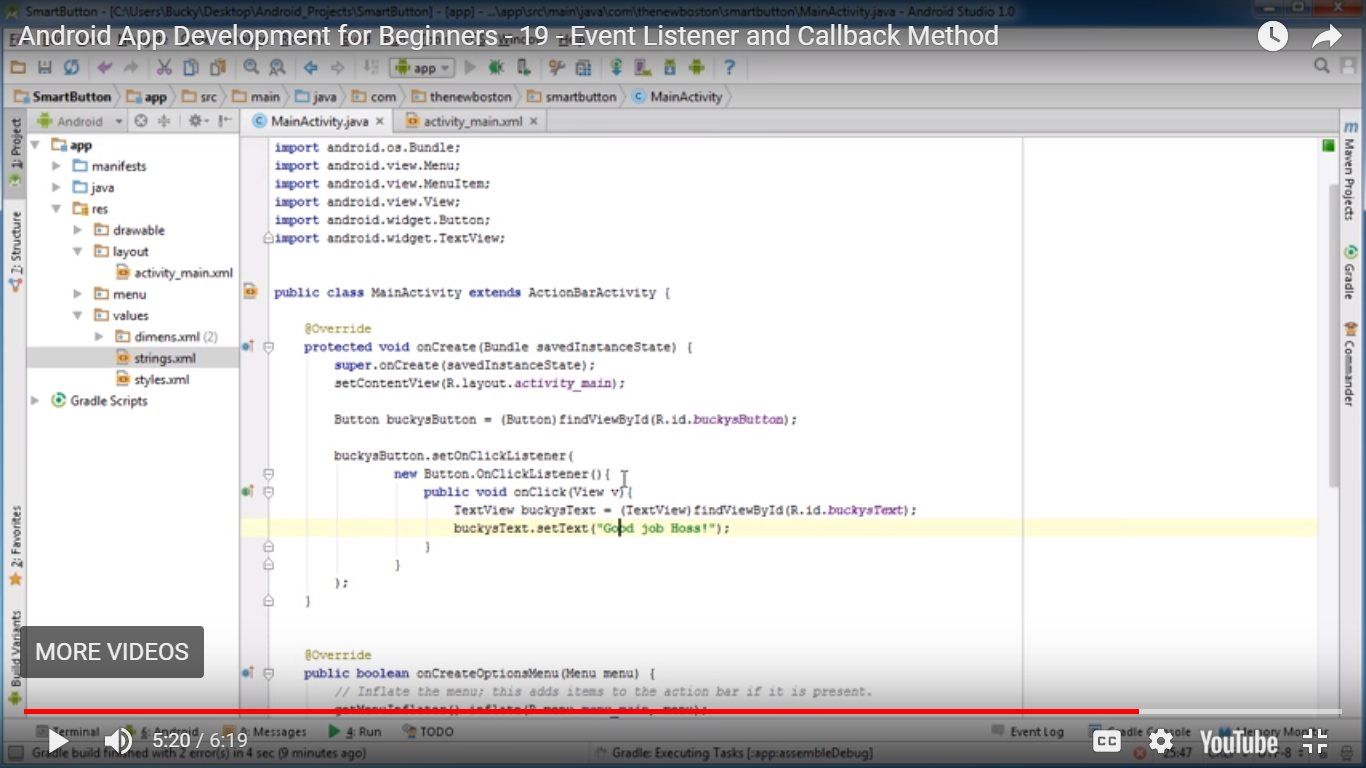 SmartButton - [C:\Users\Bucky\Desktop\Android_Projects\SmartButton] - [app] - ...\app\src\main\java\com\thenewboston\smartbutton\MainActivity.java - Android Studio 1.0
Android App Development for Beginners - 19 - Event Listener and Callback Method
app
SmartButton app src main java com thenewboston smartbutton MainActivity
Android MainActivity.java activity_main.xml
1: Project
7: Structure
2: Favorites
Build Variants
app
manifests
java
res
drawable
layout
activity_main.xml
menu
values
dimens.xml (2)
strings.xml
styles.xml
Gradle Scripts
import android.os.Bundle;
import android.view.Menu;
import android.view.MenuItem;
import android.view.View;
import android.widget.Button;
import android.widget.TextView;
public class MainActivity extends ActionBarActivity {
@Override
protected void onCreate(Bundle savedInstanceState) {
super.onCreate(savedInstanceState);
setContentView(R.layout.activity_main);
Button buckysButton = (Button)findViewById(R.id.buckysButton);
buckysButton.setOnClickListener(
new Button.OnClickListener(){
public void onClick(View v){
TextView buckysText = (TextView)findViewById(R.id.buckysText);
buckysText.setText("Good job Hoss!");
}
}
);
}
@Override
public boolean onCreateOptionsMenu(Menu menu) {
// Inflate the menu; this adds items to the action bar if it is present.
getMenuInflater().inflate(R.menu.menu_main, menu);
m
Maven Projects
Gradle
Commander
MORE VIDEOS
Terminal 6: Android Messages 4: Run TODO Event Log Gradle Console Memory Monitor
5:20 / 6:19 CC YouTube
Gradle build finished with 2 error(s) in 4 sec (9 minutes ago) Gradle: Executing Tasks [:app:assembleDebug] 25:47